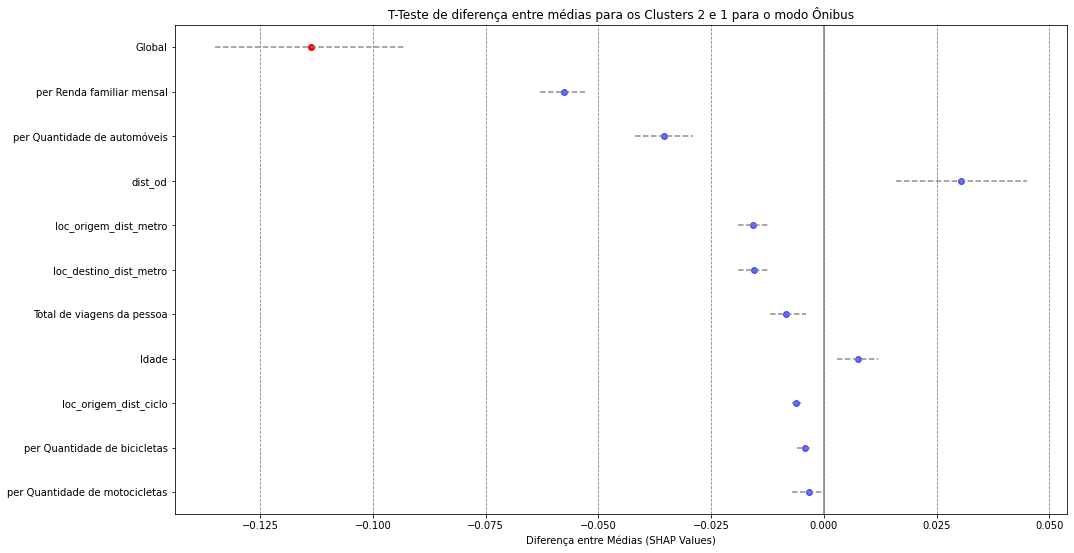 T-Teste de diferença entre médias para os Clusters 2 e 1 para o modo Ônibus
Global
per Renda familiar mensal
per Quantidade de automóveis
dist_od
loc_origem_dist_metro
loc_destino_dist_metro
Total de viagens da pessoa
Idade
loc_origem_dist_ciclo
per Quantidade de bicicletas
per Quantidade de motocicletas
−0.125 −0.100 −0.075 −0.050 −0.025 0.000 0.025 0.050
Diferença entre Médias (SHAP Values)